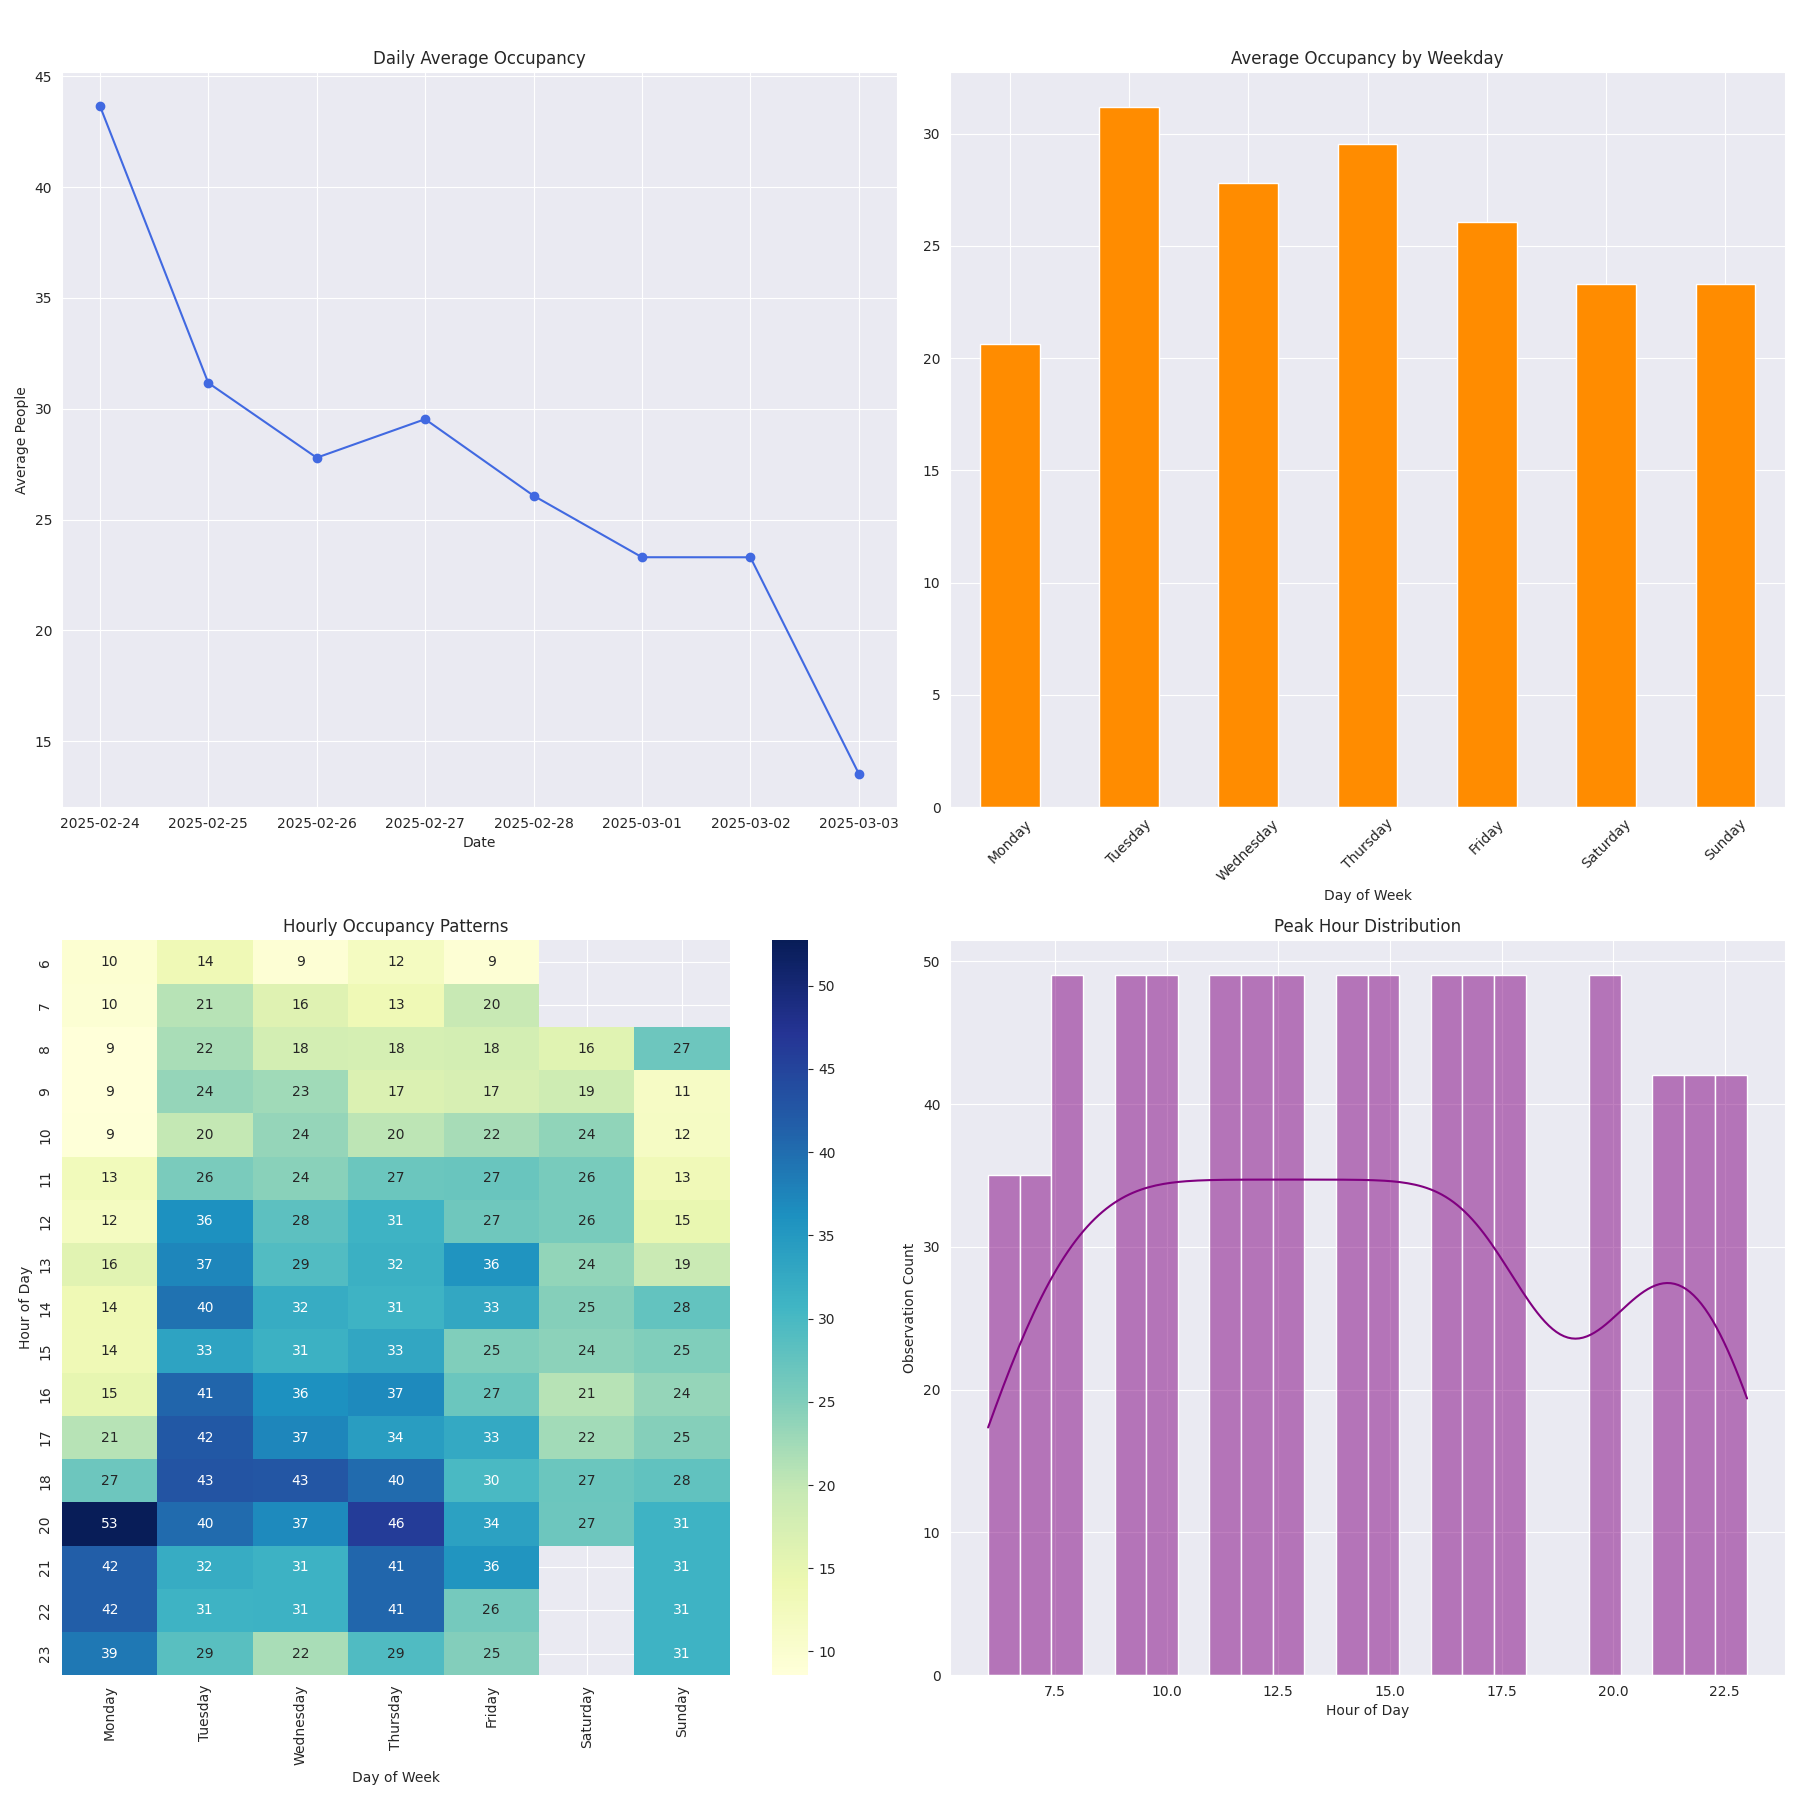 Daily Average Occupancy
45
40
35
30
25
20
15
Average People
2025-02-24 2025-02-25 2025-02-26 2025-02-27 2025-02-28 2025-03-01 2025-03-02 2025-03-03
Date
Average Occupancy by Weekday
30
25
20
15
10
5
0
Monday Tuesday Wednesday Thursday Friday Saturday Sunday
Day of Week
Hourly Occupancy Patterns
Hour of Day
6 10 14 9 12 9
7 10 21 16 13 20
8 9 22 18 18 18 16 27
9 9 24 23 17 17 19 11
10 9 20 24 20 22 24 12
11 13 26 24 27 27 26 13
12 12 36 28 31 27 26 15
13 16 37 29 32 36 24 19
14 14 40 32 31 33 25 28
15 14 33 31 33 25 24 25
16 15 41 36 37 27 21 24
17 21 42 37 34 33 22 25
18 27 43 43 40 30 27 28
20 53 40 37 46 34 27 31
21 42 32 31 41 36 31
22 42 31 31 41 26 31
23 39 29 22 29 25 31
Monday Tuesday Wednesday Thursday Friday Saturday Sunday
Day of Week
50
45
40
35
30
25
20
15
10
Peak Hour Distribution
50
40
30
20
10
0
Observation Count
7.5 10.0 12.5 15.0 17.5 20.0 22.5
Hour of Day